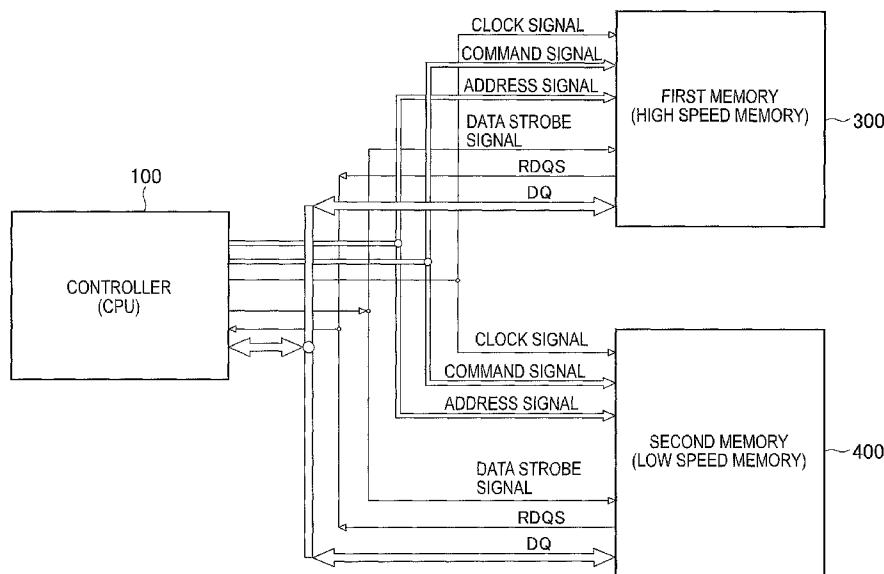 CLOCK SIGNAL
COMMAND SIGNAL
ADDRESS SIGNAL
DATA STROBE
SIGNAL
RDQS
DQ
FIRST MEMORY
(HIGH SPEED MEMORY)
300
100
CONTROLLER
(CPU)
CLOCK SIGNAL
COMMAND SIGNAL
ADDRESS SIGNAL
DATA STROBE
SIGNAL
RDQS
DQ
SECOND MEMORY
(LOW SPEED MEMORY)
400